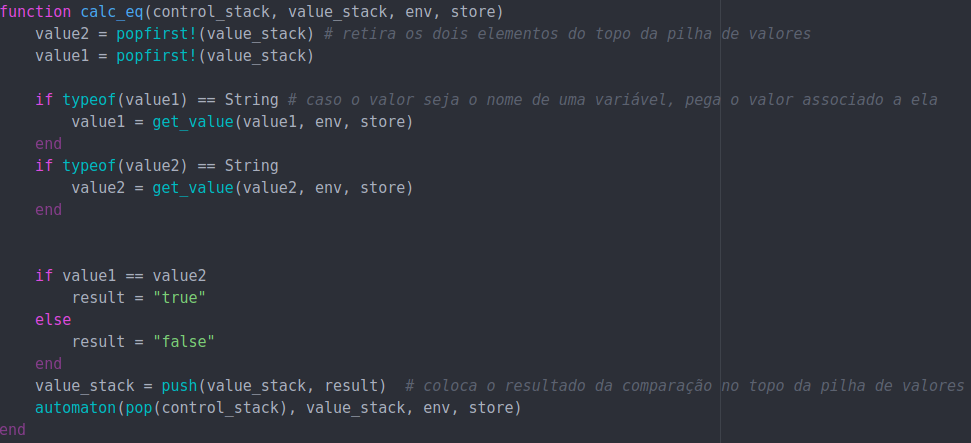 function calc_eq(control_stack, value_stack, env, store)
    value2 = popfirst!(value_stack) # retira os dois elementos do topo da pilha de valores
    value1 = popfirst!(value_stack)

    if typeof(value1) == String # caso o valor seja o nome de uma variável, pega o valor associado a ela
        value1 = get_value(value1, env, store)
    end
    if typeof(value2) == String
        value2 = get_value(value2, env, store)
    end


    if value1 == value2
        result = "true"
    else
        result = "false"
    end
    value_stack = push(value_stack, result)  # coloca o resultado da comparação no topo da pilha de valores
    automaton(pop(control_stack), value_stack, env, store)
end